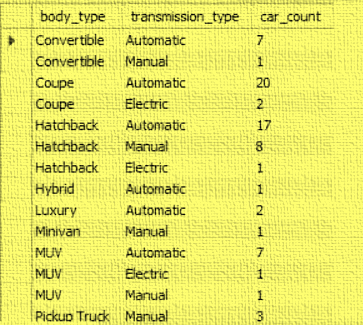 body_type transmission_type car_count
Convertible Automatic 7
Convertible Manual 1
Coupe Automatic 20
Coupe Electric 2
Hatchback Automatic 17
Hatchback Manual 8
Hatchback Electric 1
Hybrid Automatic 1
Luxury Automatic 2
Minivan Manual 1
MUV Automatic 7
MUV Electric 1
MUV Manual 1
Pickup Truck Manual 3